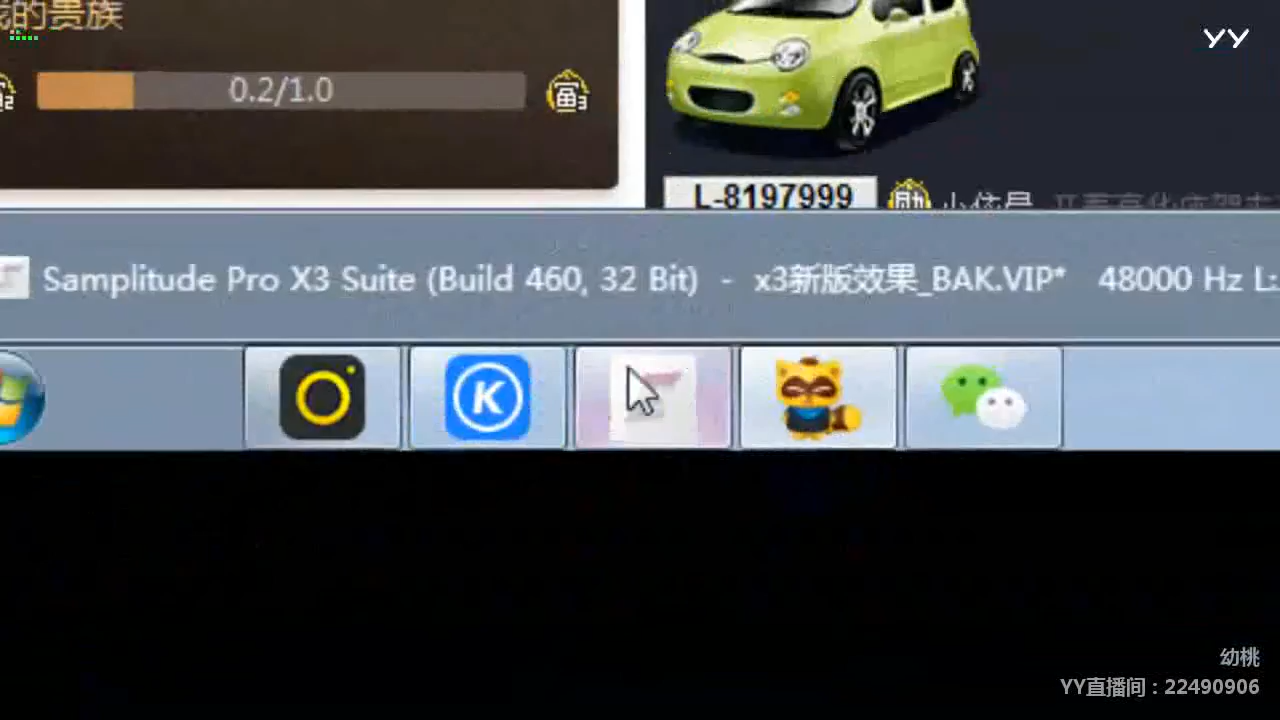 的贵族
YY
0.2/1.0
富3
L-8197999
Samplitude Pro X3 Suite (Build 460, 32 Bit) - x3新版效果_BAK.VIP* 48000 Hz L:
K
幼桃
YY直播间：22490906